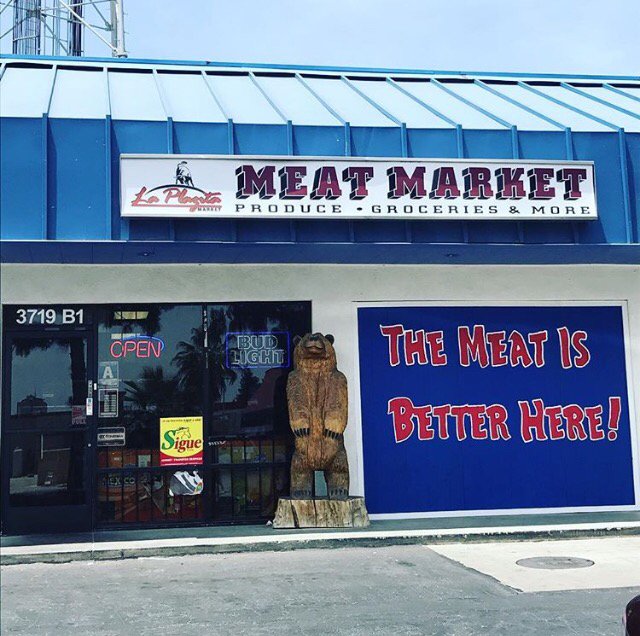 La Placita
MARKET
MEAT MARKET
PRODUCE • GROCERIES & MORE
3719 B1
OPEN
BUD
LIGHT
A
PULL
Sigue
THE MEAT IS
BETTER HERE!